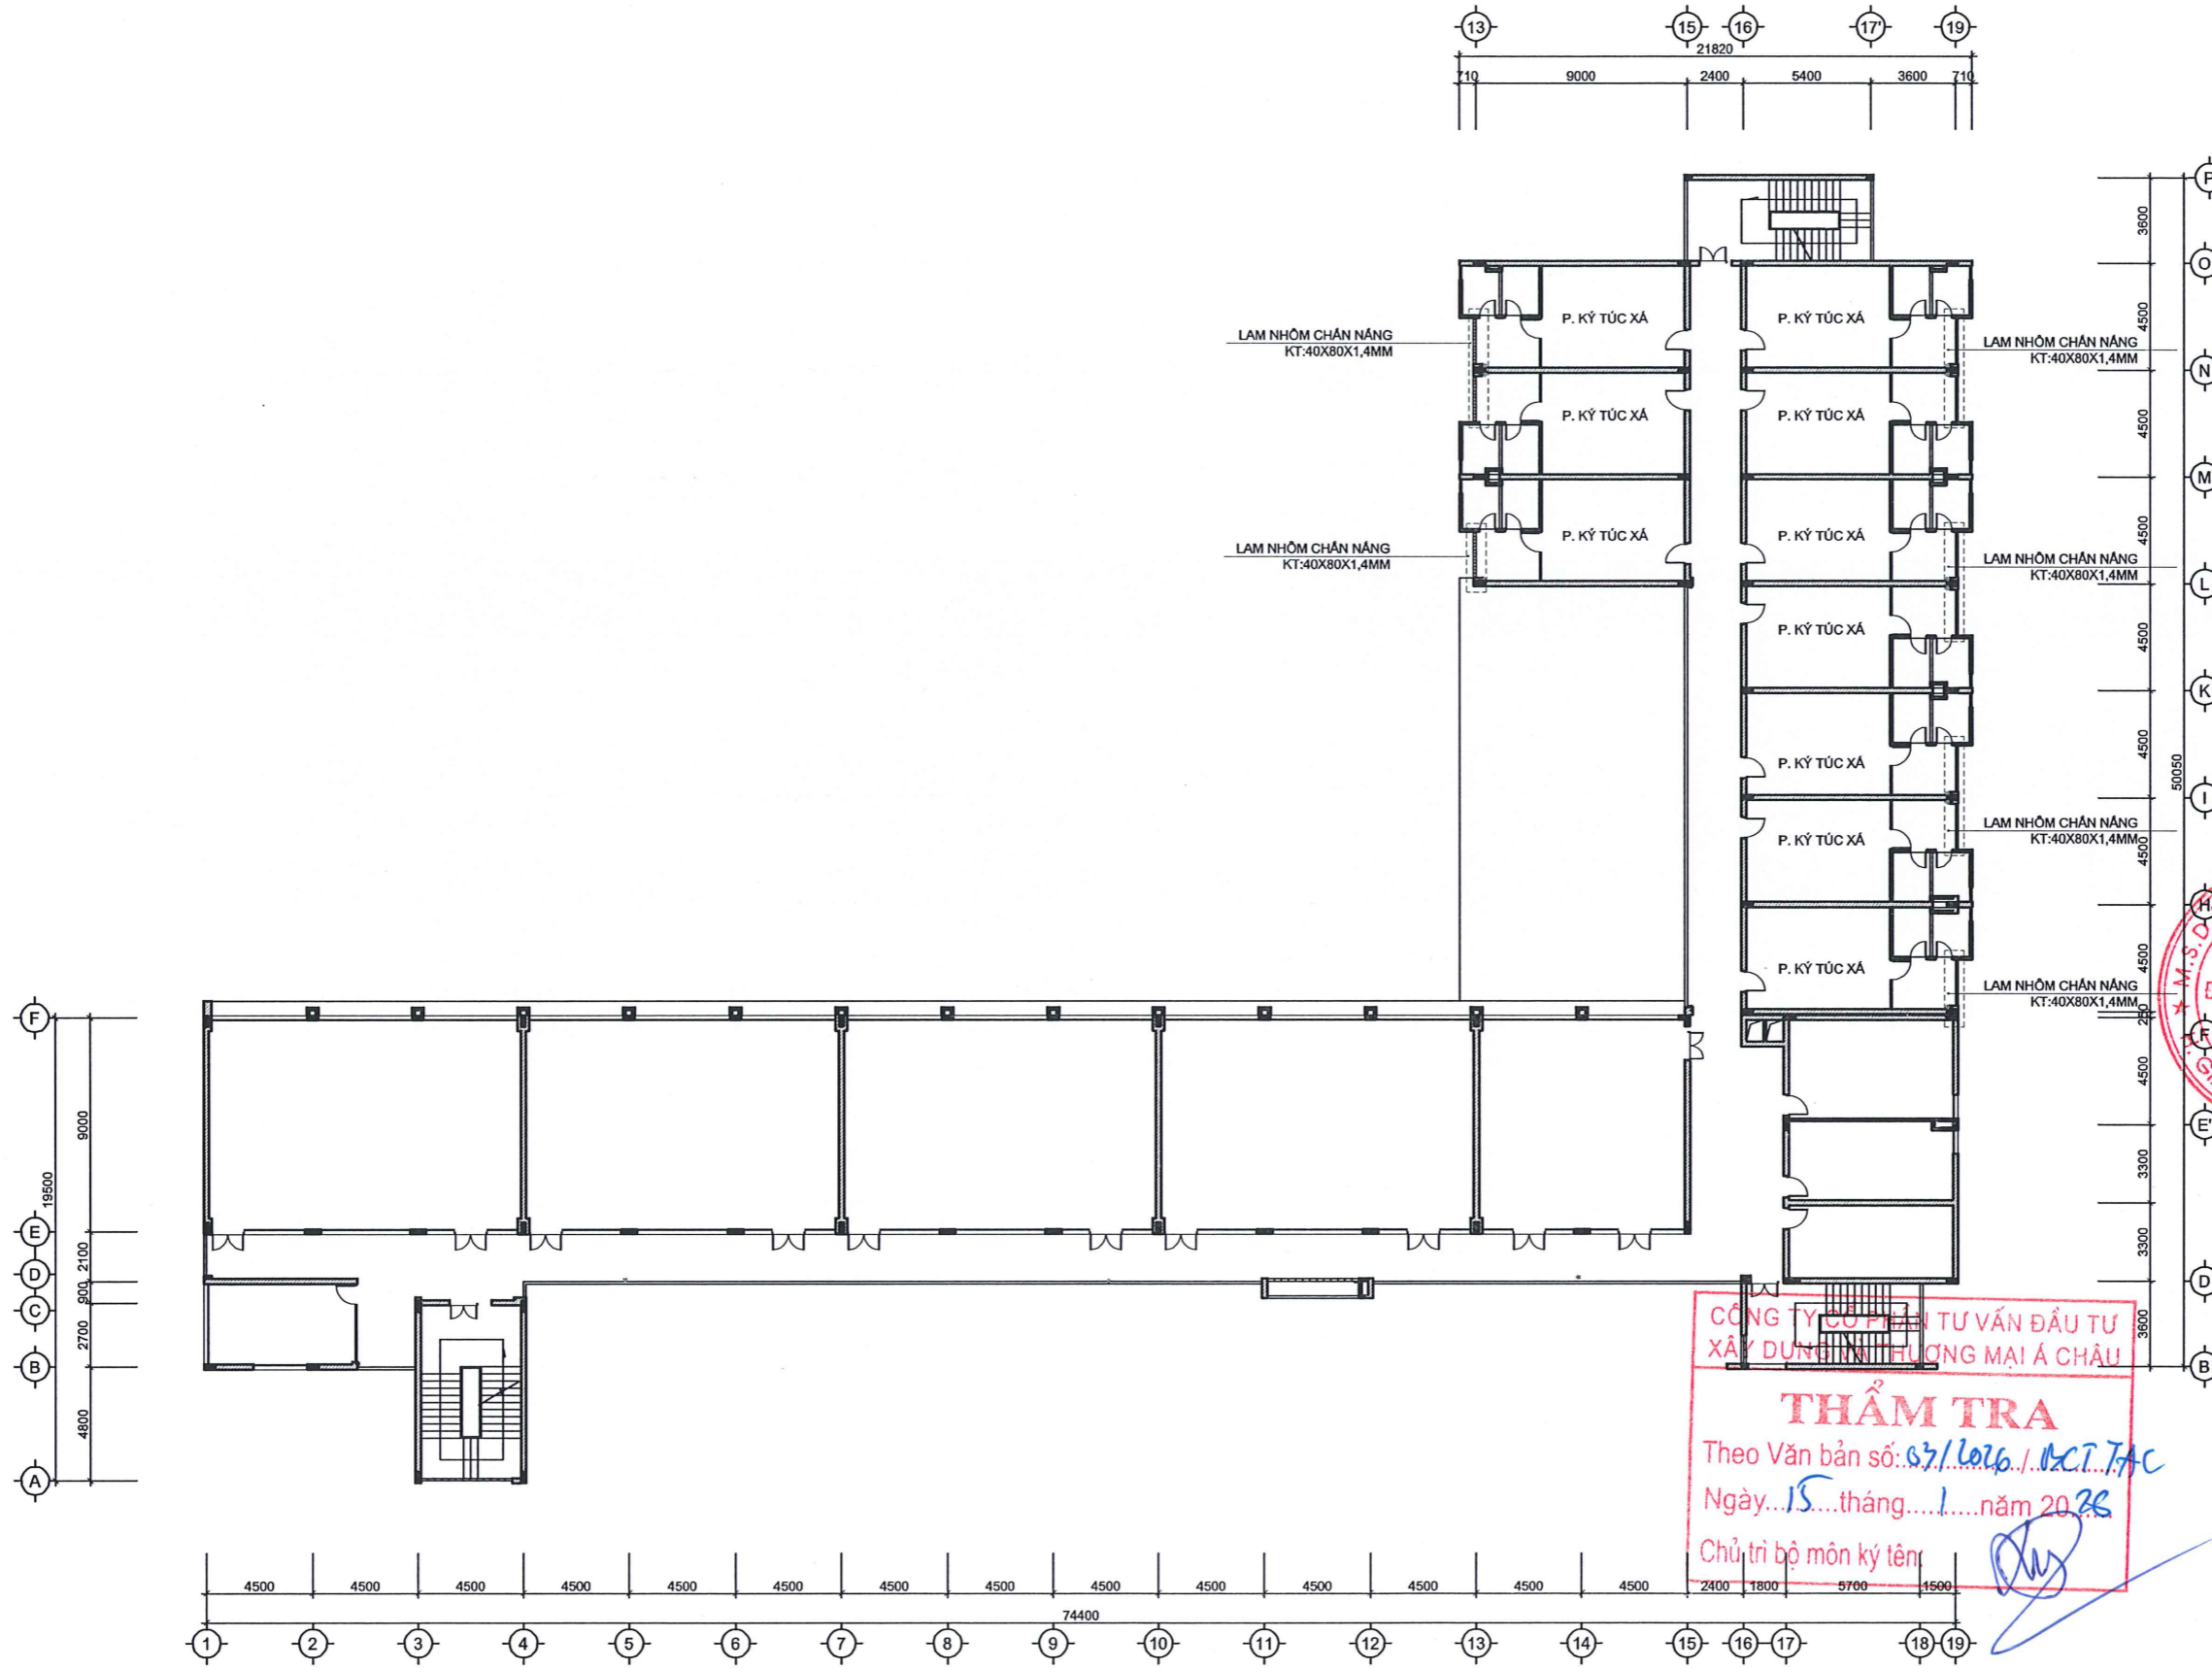 13 15 16 17' 19
21820
710 9000 2400 5400 3600 710
P
3600
O
P. KÝ TÚC XÁ P. KÝ TÚC XÁ
4500
LAM NHÔM CHẮN NẮNG
KT:40X80X1,4MM
LAM NHÔM CHẮN NẮNG
KT:40X80X1,4MM
N
P. KÝ TÚC XÁ P. KÝ TÚC XÁ
4500
M
P. KÝ TÚC XÁ P. KÝ TÚC XÁ
4500
LAM NHÔM CHẮN NẮNG
KT:40X80X1,4MM
LAM NHÔM CHẮN NẮNG
KT:40X80X1,4MM
L
P. KÝ TÚC XÁ
4500
K
P. KÝ TÚC XÁ
4500
50050
I
LAM NHÔM CHẮN NẮNG
KT:40X80X1,4MM
P. KÝ TÚC XÁ
4500
H
M.S.D
P. KÝ TÚC XÁ
4500
LAM NHÔM CHẮN NẮNG
KT:40X80X1,4MM
250
F
F
4500
9000
E'
19500
3300
E
2100
3300
D
D
900
C
2700
3600
B
B
4800
A
CÔNG TY CỔ PHẦN TƯ VẤN ĐẦU TƯ
XÂY DỰNG VÀ THƯƠNG MẠI Á CHÂU
THẨM TRA
Theo Văn bản số: 03/2026/BCTTAC
Ngày...15...tháng...1...năm 2026
Chủ trì bộ môn ký tên:
4500 4500 4500 4500 4500 4500 4500 4500 4500 4500 4500 4500 4500 4500 2400 1800 5700 1500
74400
1 2 3 4 5 6 7 8 9 10 11 12 13 14 15 16 17 18 19